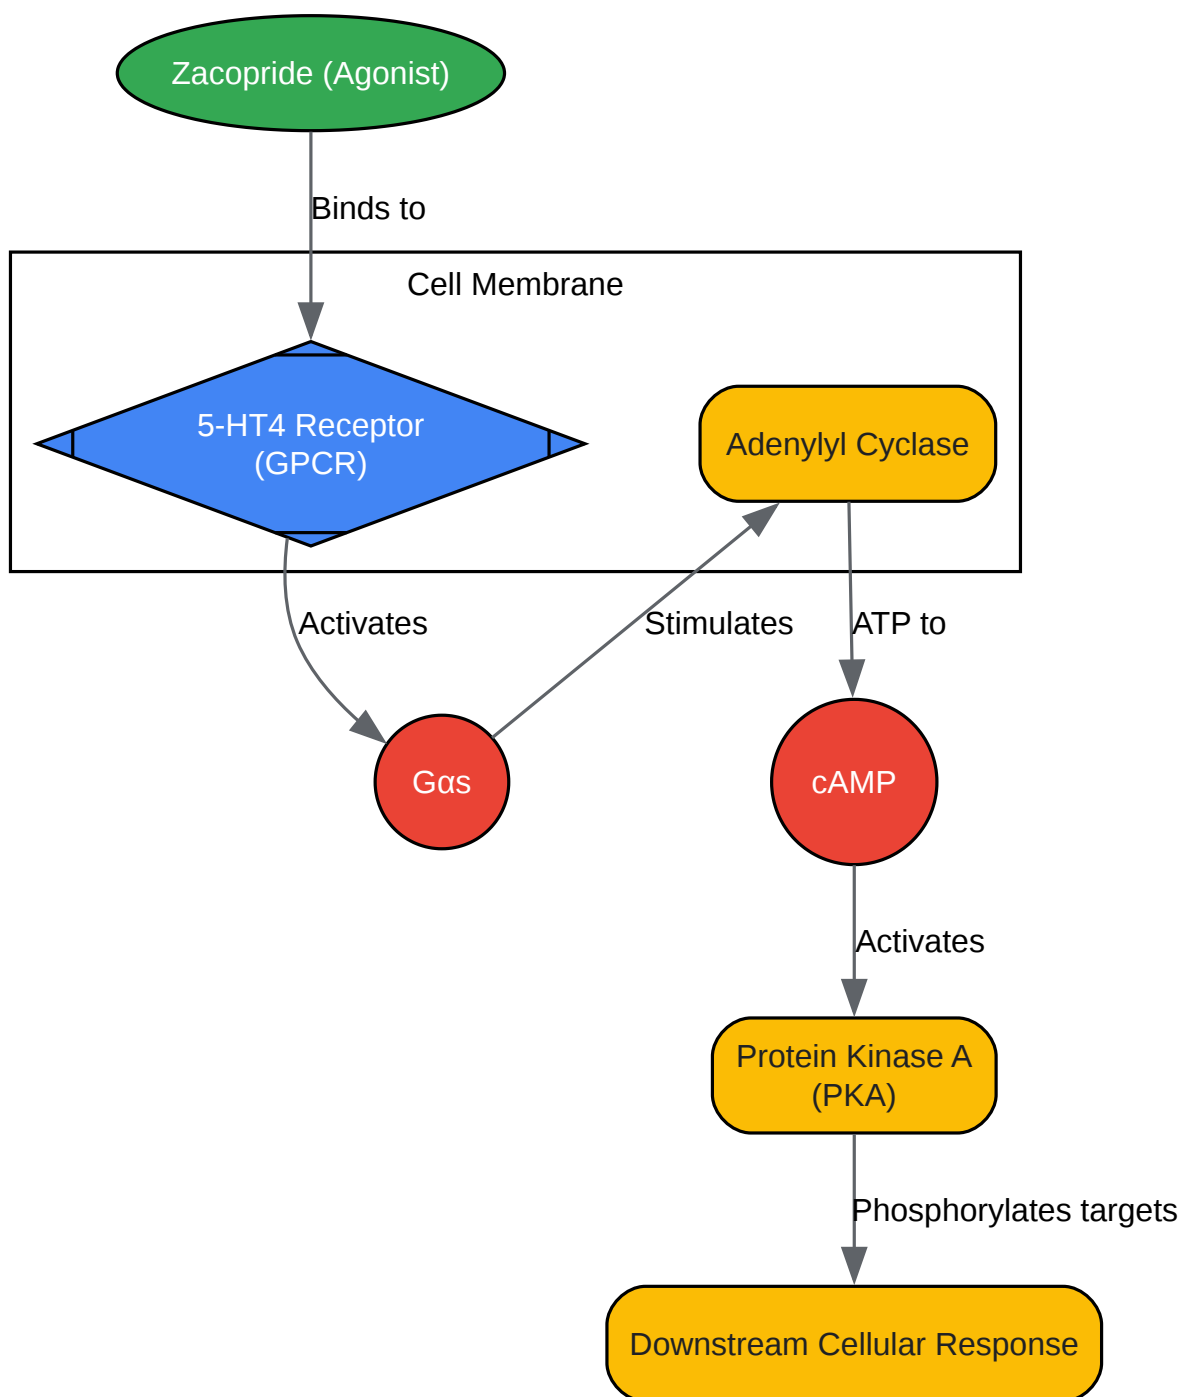 Zacopride (Agonist)
Binds to
Cell Membrane
5-HT4 Receptor
(GPCR)
Adenylyl Cyclase
Activates
Stimulates
ATP to
Gαs
cAMP
Activates
Protein Kinase A
(PKA)
Phosphorylates targets
Downstream Cellular Response